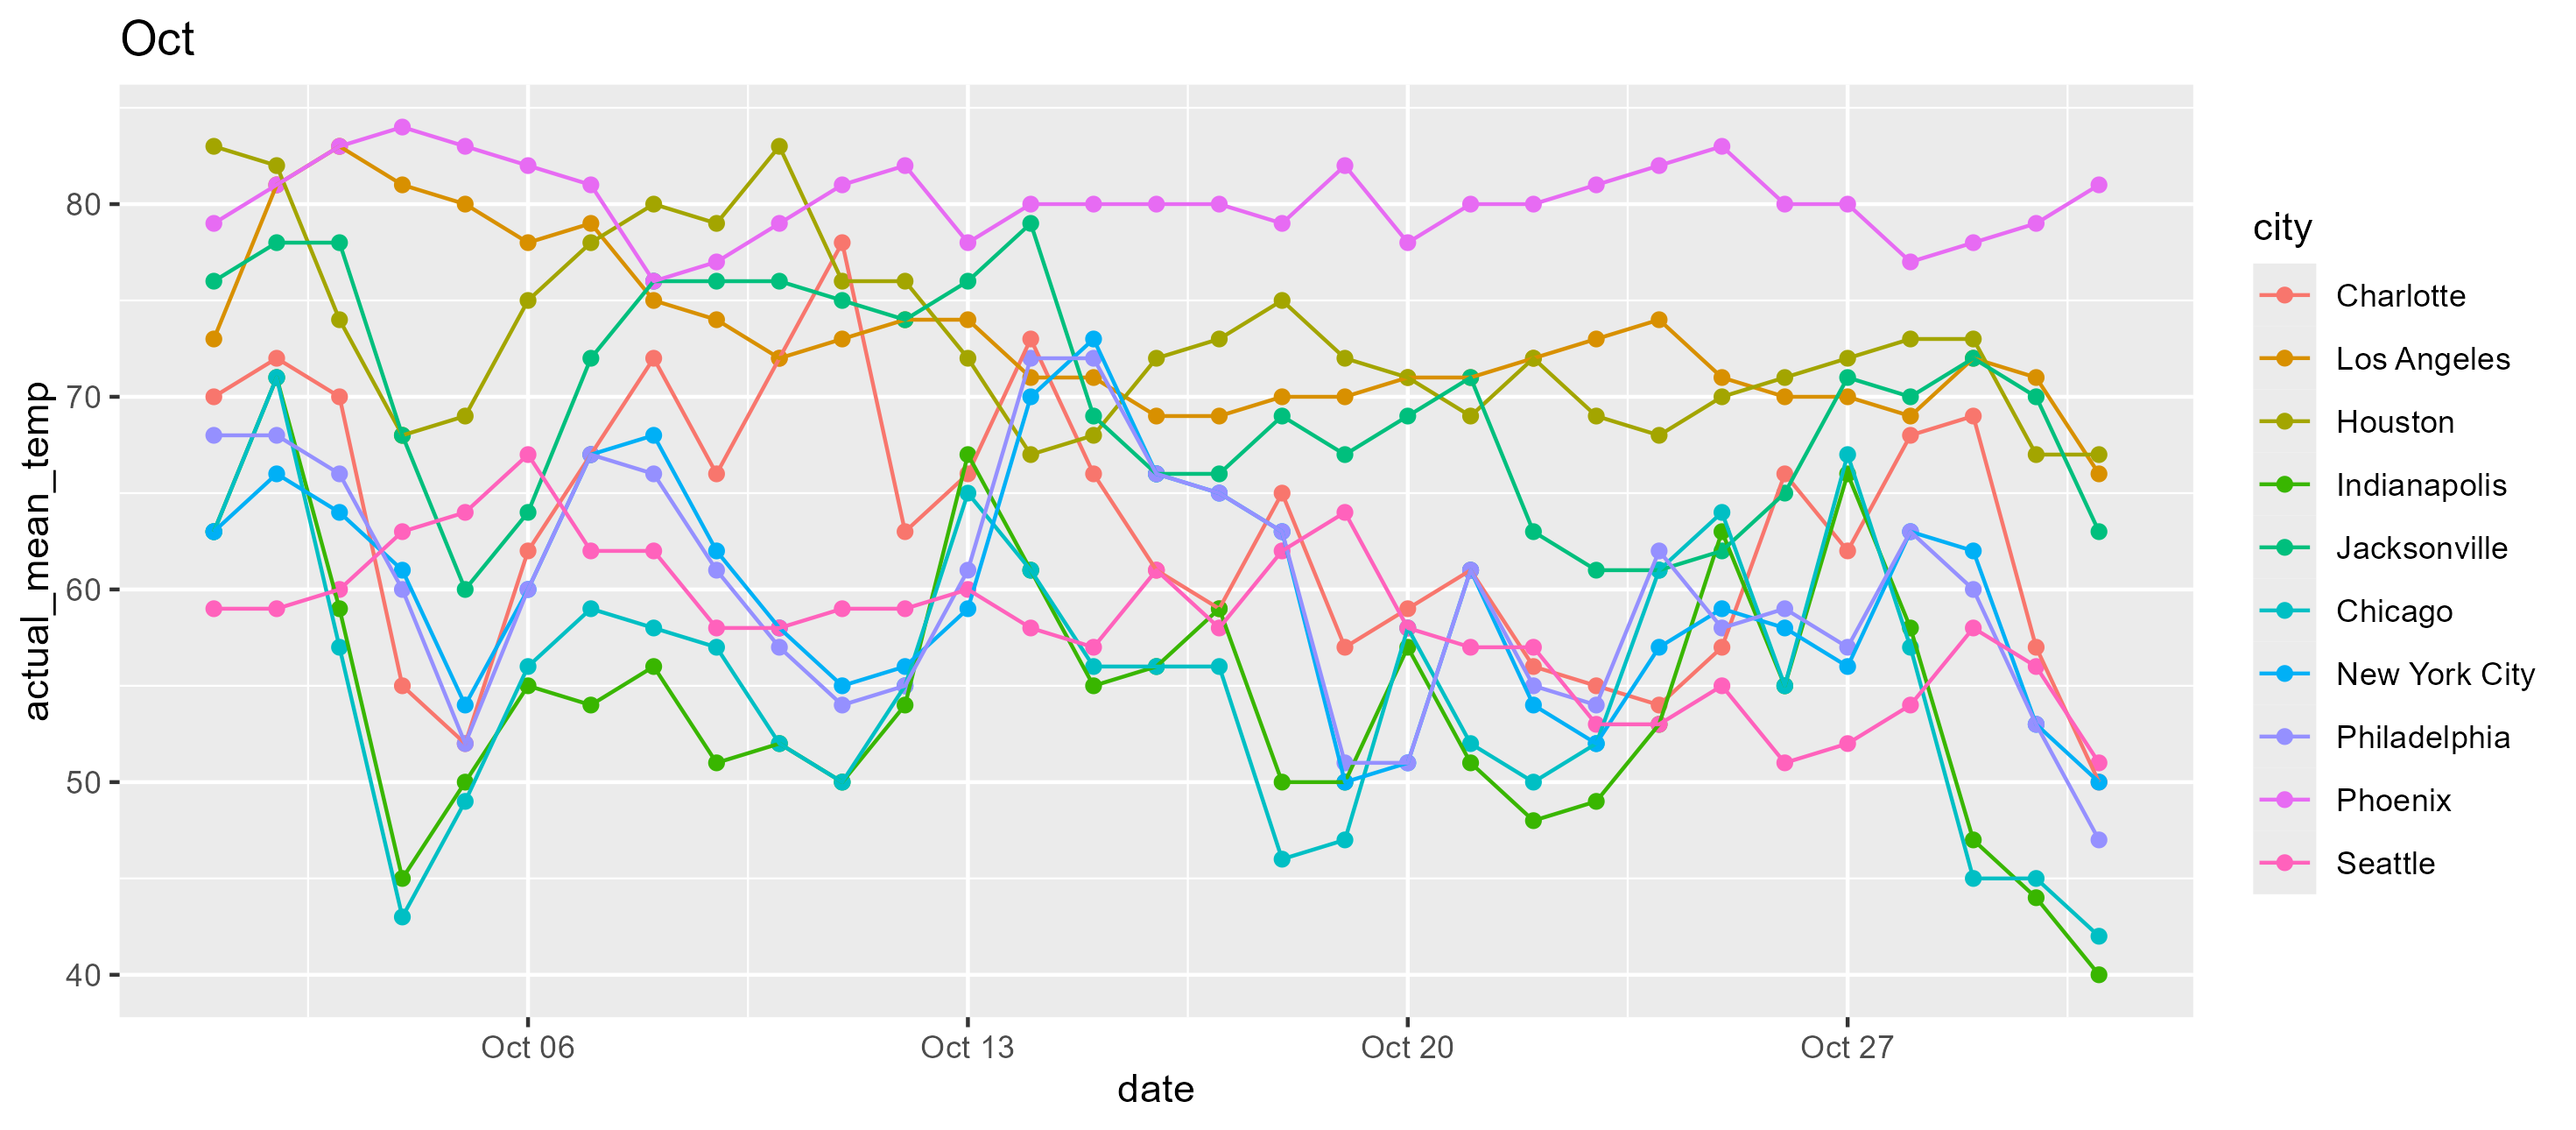 Oct
actual_mean_temp
80
70
60
50
40
Oct 06
Oct 13
Oct 20
Oct 27
date
city
Charlotte
Los Angeles
Houston
Indianapolis
Jacksonville
Chicago
New York City
Philadelphia
Phoenix
Seattle